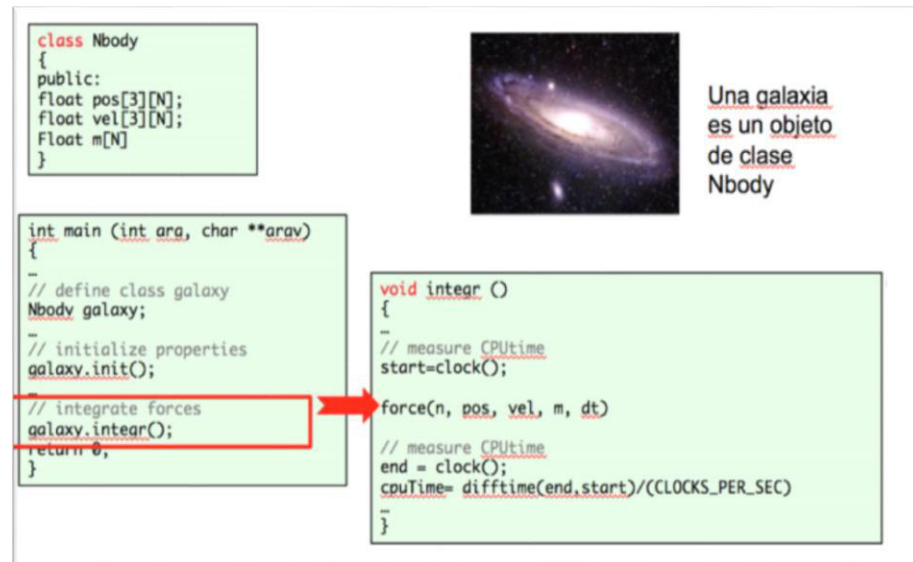 class Nbody
{
public:
float pos[3][N];
float vel[3][N];
Float m[N]
}
Una galaxia
es un objeto
de clase
Nbody
int main (int arg, char **argv)
{
…
// define class galaxy
Nbody galaxy;
…
// initialize properties
galaxy.init();
…
// integrate forces
galaxy.integr();
return 0;
}
void integr ()
{
…
// measure CPUtime
start=clock();
force(n, pos, vel, m, dt)
// measure CPUtime
end = clock();
cpuTime= difftime(end,start)/(CLOCKS_PER_SEC)
…
}